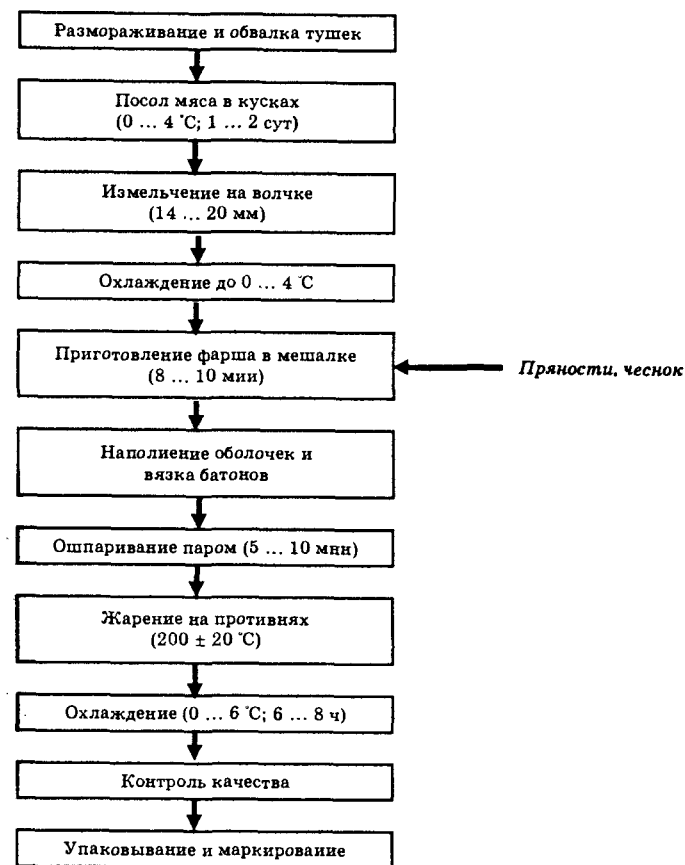 Размораживание и обвалка тушек
Посол мяса в кусках
(0 ... 4 °C; 1 ... 2 сут)
Измельчение на волчке
(14 ... 20 мм)
Охлаждение до 0 ... 4 °C
Приготовление фарша в мешалке
(8 ... 10 мии)
Пряности, чеснок
Наполиение оболочек и
вязка батонов
Ошпаривание паром (5 ... 10 мнн)
Жарение на противнях
(200 ± 20 °C)
Охлаждение (0 ... 6 °C; 6 ... 8 ч)
Контроль качества
Упаковывание и маркироваиие